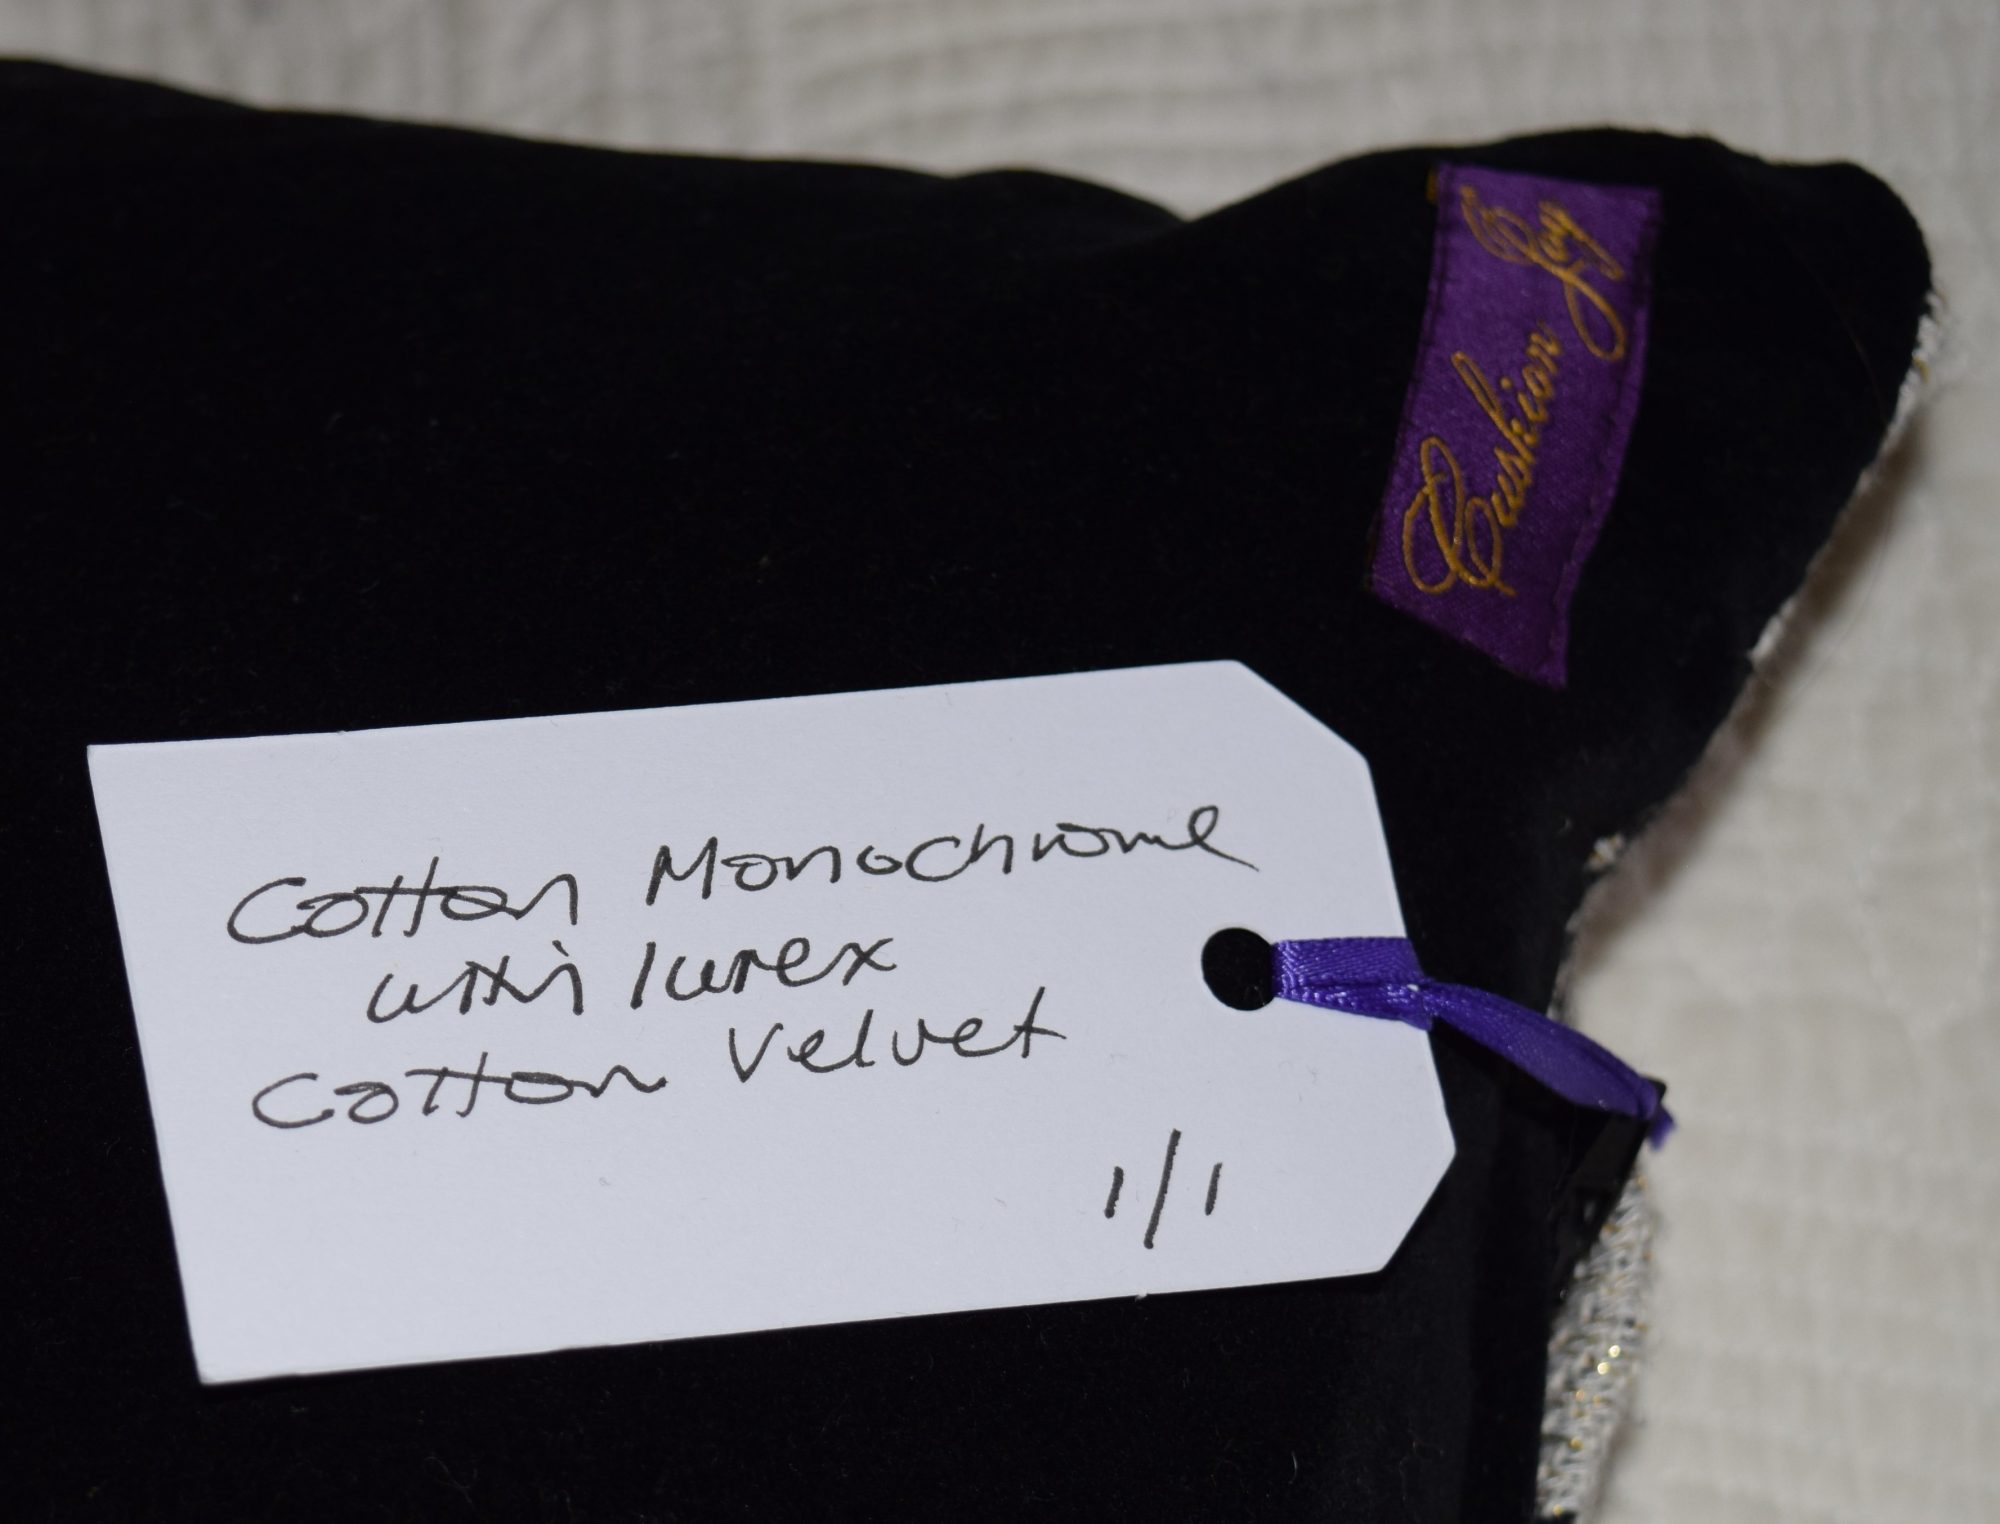 Cushion Joy
Cotton Monochrome
with lurex
Cotton Velvet
1/1